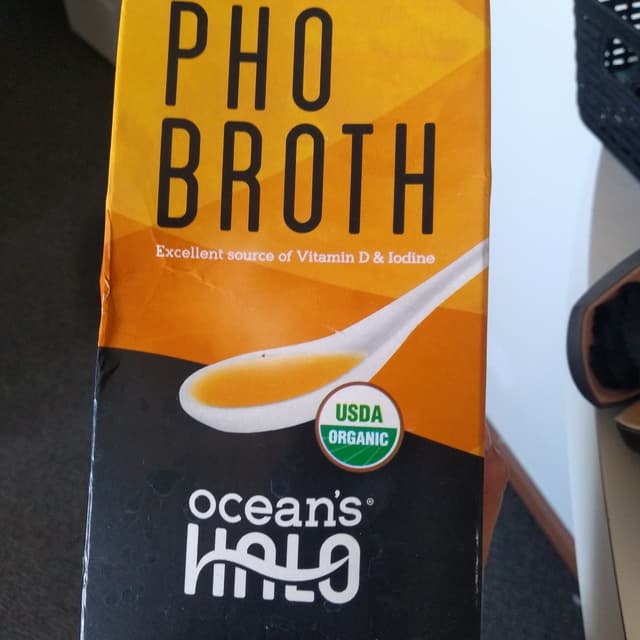 PHO
BROTH
Excellent source of Vitamin D & Iodine
USDA
ORGANIC
ocean's®
HALO